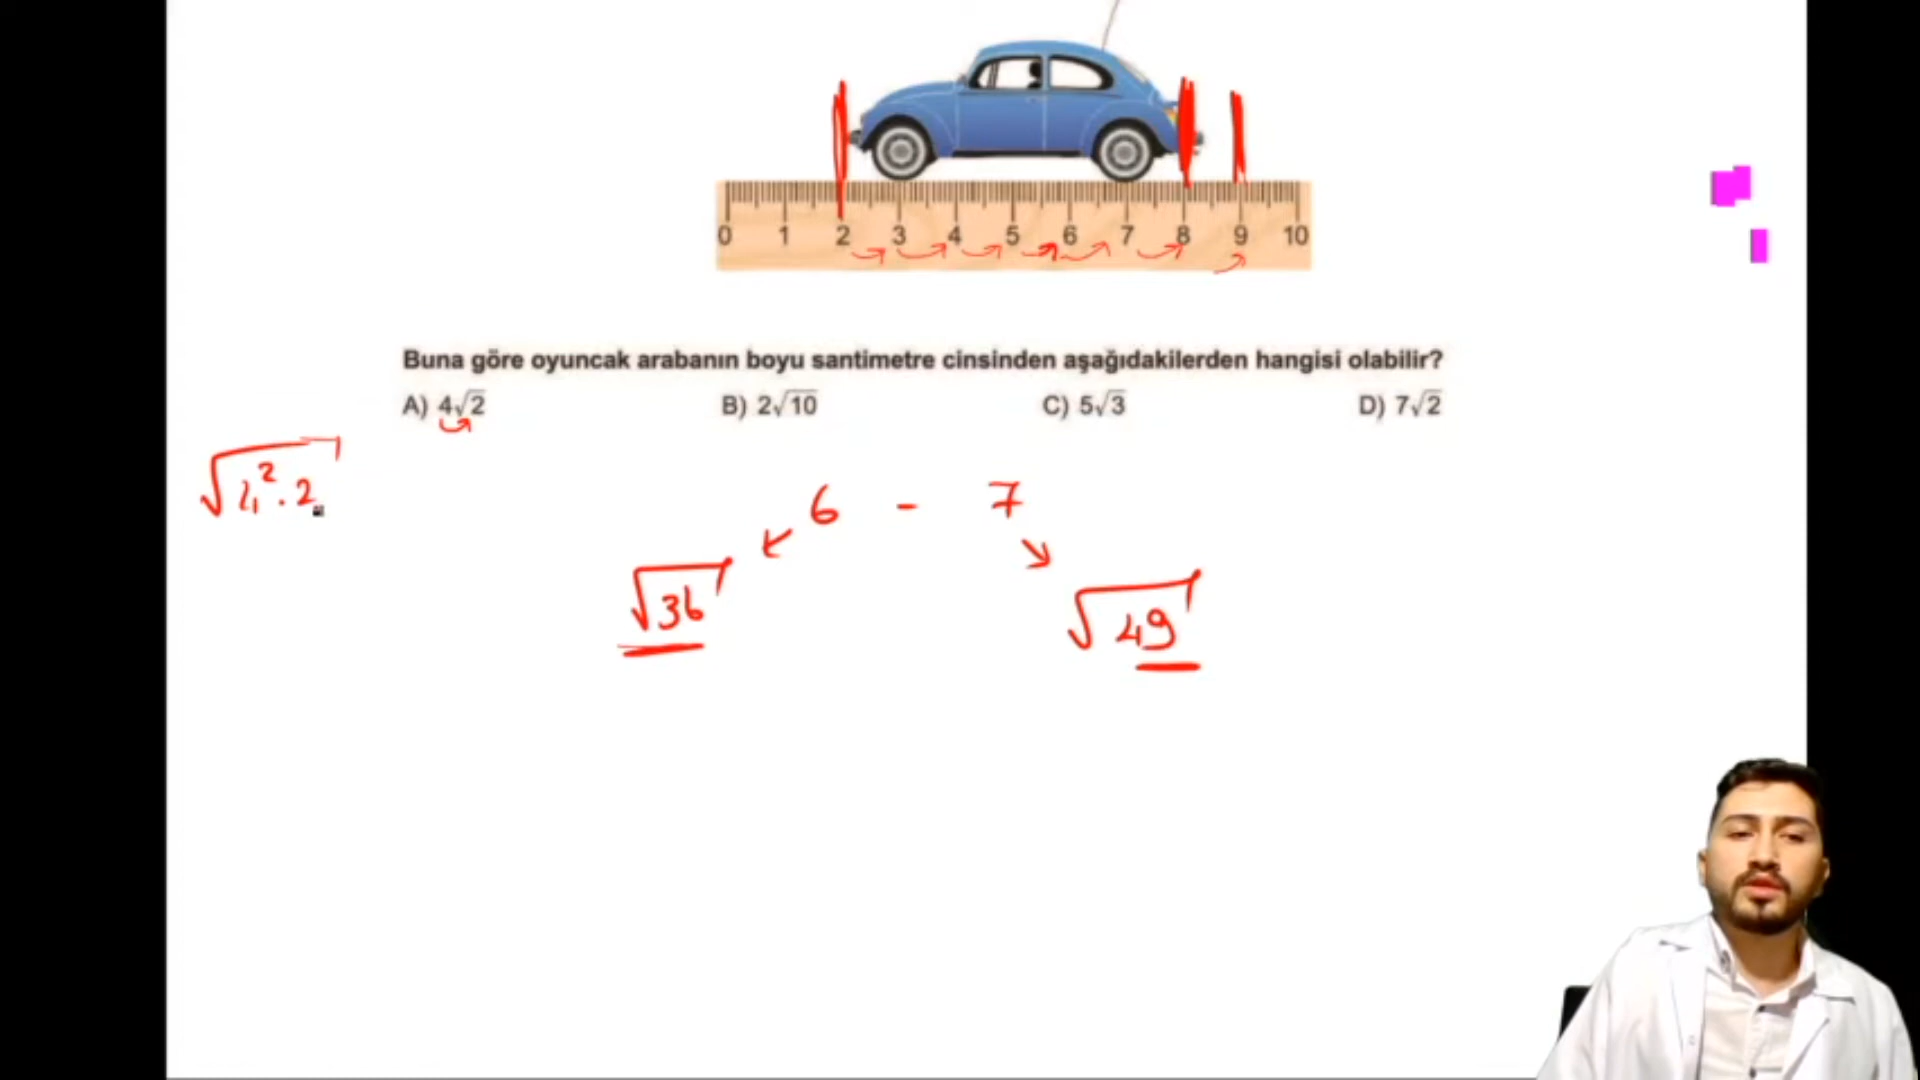 0 1 2 3 4 5 6 7 8 9 10
Buna göre oyuncak arabanın boyu santimetre cinsinden aşağıdakilerden hangisi olabilir?
A) 4√2 B) 2√10 C) 5√3 D) 7√2
√4².2
6 - 7
√36 √49